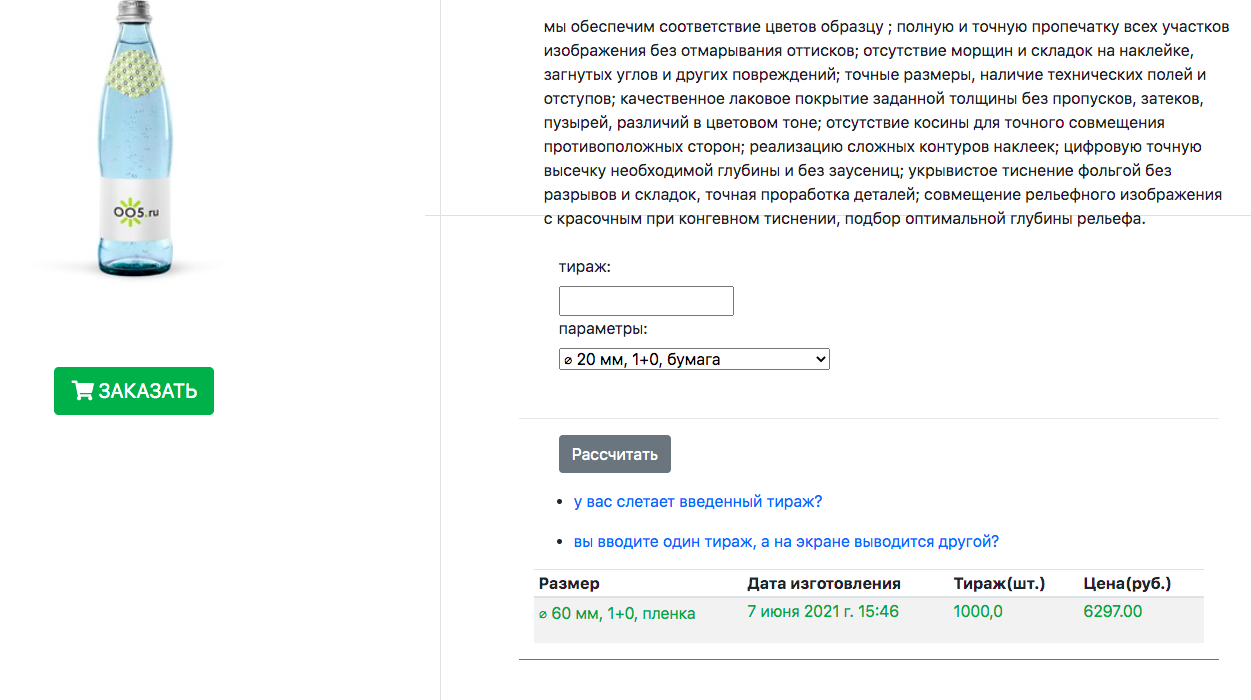 мы обеспечим соответствие цветов образцу ; полную и точную пропечатку всех участков
изображения без отмарывания оттисков; отсутствие морщин и складок на наклейке,
загнутых углов и других повреждений; точные размеры, наличие технических полей и
отступов; качественное лаковое покрытие заданной толщины без пропусков, затеков,
пузырей, различий в цветовом тоне; отсутствие косины для точного совмещения
противоположных сторон; реализацию сложных контуров наклеек; цифровую точную
высечку необходимой глубины и без заусениц; укрывистое тиснение фольгой без
разрывов и складок, точная проработка деталей; совмещение рельефного изображения
с красочным при конгевном тиснении, подбор оптимальной глубины рельефа.
OO5.ru
ЗАКАЗАТЬ
тираж:
параметры:
⌀ 20 мм, 1+0, бумага
Рассчитать
у вас слетает введенный тираж?
вы вводите один тираж, а на экране выводится другой?
Размер Дата изготовления Тираж(шт.) Цена(руб.)
⌀ 60 мм, 1+0, пленка 7 июня 2021 г. 15:46 1000,0 6297.00